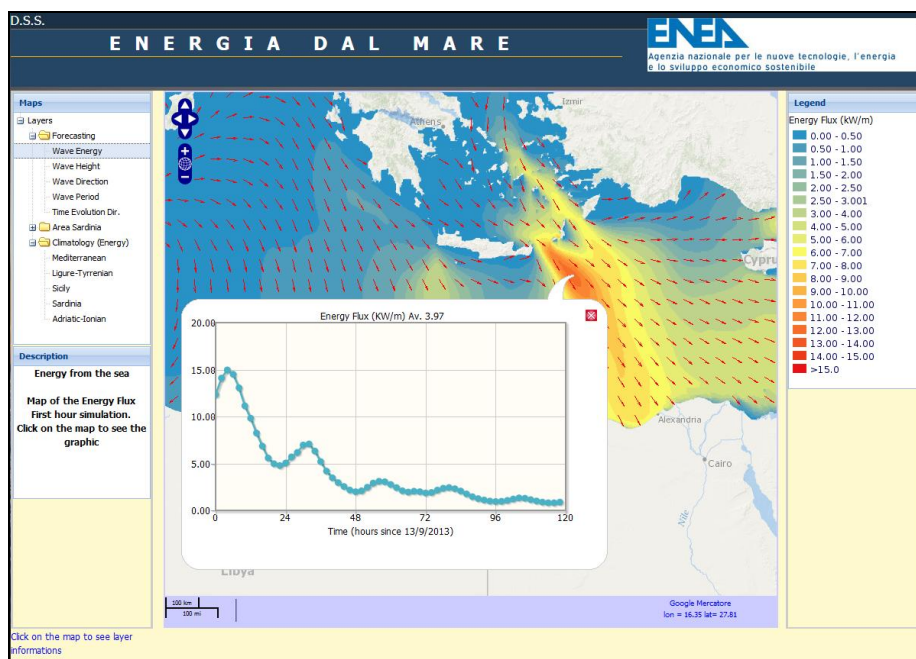 D.S.S.
ENERGIA DAL MARE
ENEA
Agenzia nazionale per le nuove tecnologie, l'energia
e lo sviluppo economico sostenibile
Maps
Layers
Forecasting
Wave Energy
Wave Height
Wave Direction
Wave Period
Time Evolution Dir.
Area Sardinia
Climatology (Energy)
Mediterranean
Ligure-Tyrrenian
Sicily
Sardinia
Adriatic-Ionian
Description
Energy from the sea
Map of the Energy Flux
First hour simulation.
Click on the map to see the
graphic
Click on the map to see layer
informations
Izmir
Athens
Cyprus
Alexandria
Cairo
Nile
Libya
Energy Flux (KW/m) Av. 3.97
20.00
15.00
10.00
5.00
0.00
0 24 48 72 96 120
Time (hours since 13/9/2013)
100 km
100 mi
Google Mercatore
lon = 16.35 lat= 27.81
Legend
Energy Flux (kW/m)
0.00 - 0.50
0.50 - 1.00
1.00 - 1.50
1.50 - 2.00
2.00 - 2.50
2.50 - 3.001
3.00 - 4.00
4.00 - 5.00
5.00 - 6.00
6.00 - 7.00
7.00 - 8.00
8.00 - 9.00
9.00 - 10.00
10.00 - 11.00
11.00 - 12.00
12.00 - 13.00
13.00 - 14.00
14.00 - 15.00
>15.0